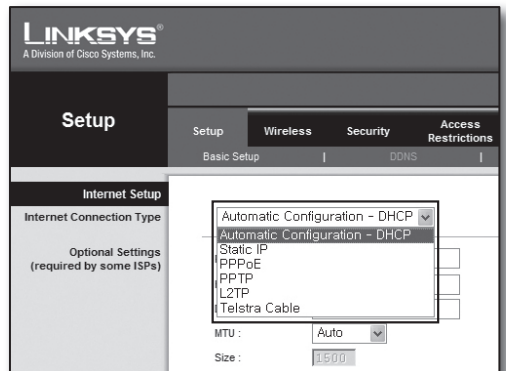 LINKSYS®
A Division of Cisco Systems, Inc.
Setup
Setup Wireless Security Access Restrictions
Basic Setup | DDNS |
Internet Setup
Internet Connection Type
Automatic Configuration - DHCP
Automatic Configuration - DHCP
Static IP
PPPoE
PPTP
L2TP
Telstra Cable
Optional Settings
(required by some ISPs)
MTU : Auto
Size : 1500